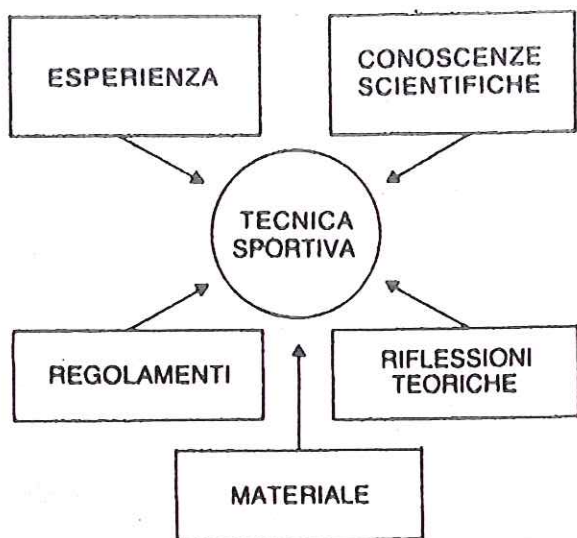 ESPERIENZA
CONOSCENZE
SCIENTIFICHE
TECNICA
SPORTIVA
REGOLAMENTI
RIFLESSIONI
TEORICHE
MATERIALE